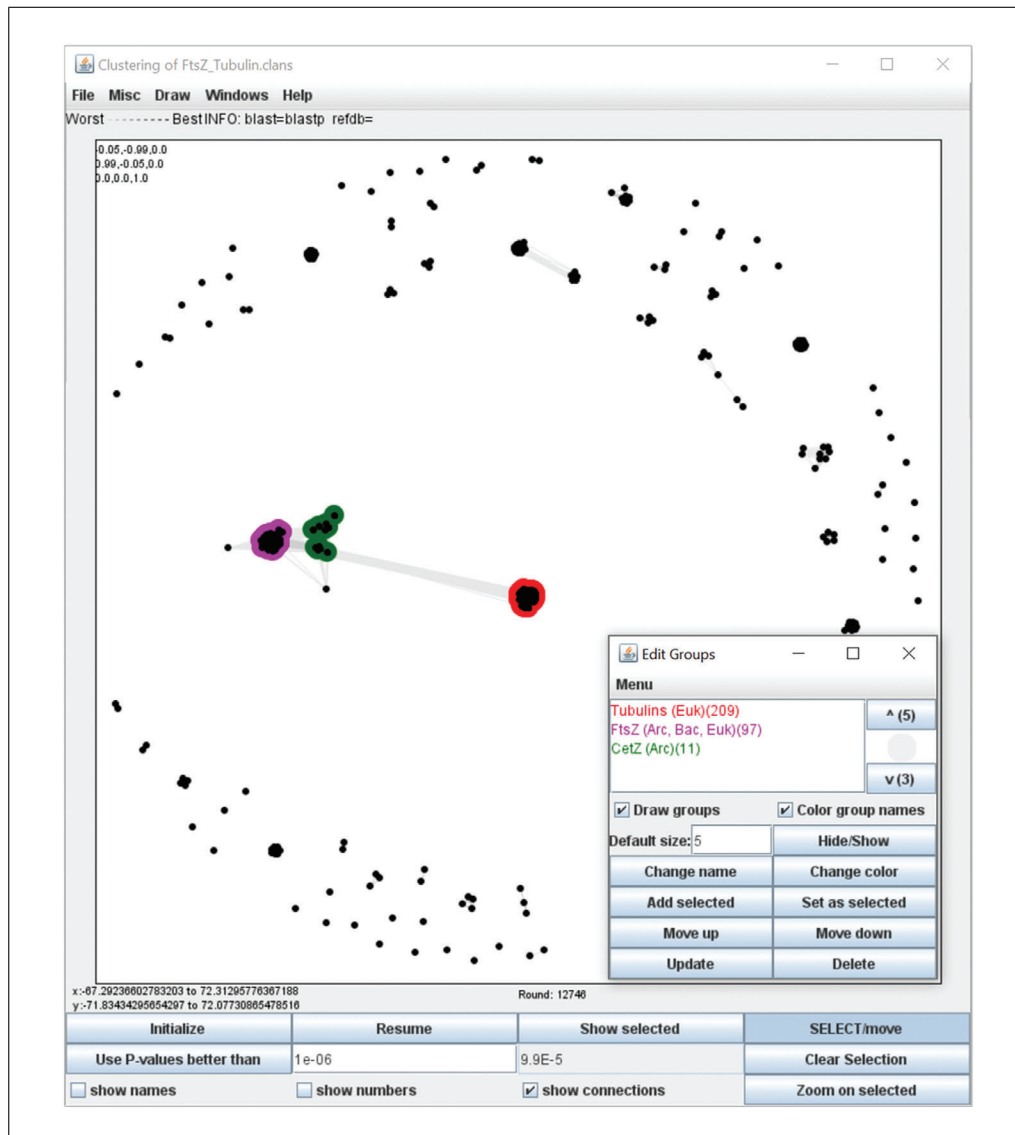 Clustering of FtsZ_Tubulin.clans
File Misc Draw Windows Help
Worst --------- Best INFO: blast=blastp refdb=
-0.05,-0.99,0.0
0.99,-0.05,0.0
0.0,0.0,1.0
Edit Groups
Menu
Tubulins (Euk)(209)
^ (5)
FtsZ (Arc, Bac, Euk)(97)
CetZ (Arc)(11)
v (3)
Draw groups
Color group names
Default size: 5
Hide/Show
Change name
Change color
Add selected
Set as selected
Move up
Move down
Update
Delete
x:-67.29236602783203 to 72.31295776367188
y:-71.83434295654297 to 72.07730865478516
Round: 12746
Initialize
Resume
Show selected
SELECT/move
Use P-values better than
1e-06
9.9E-5
Clear Selection
show names
show numbers
show connections
Zoom on selected